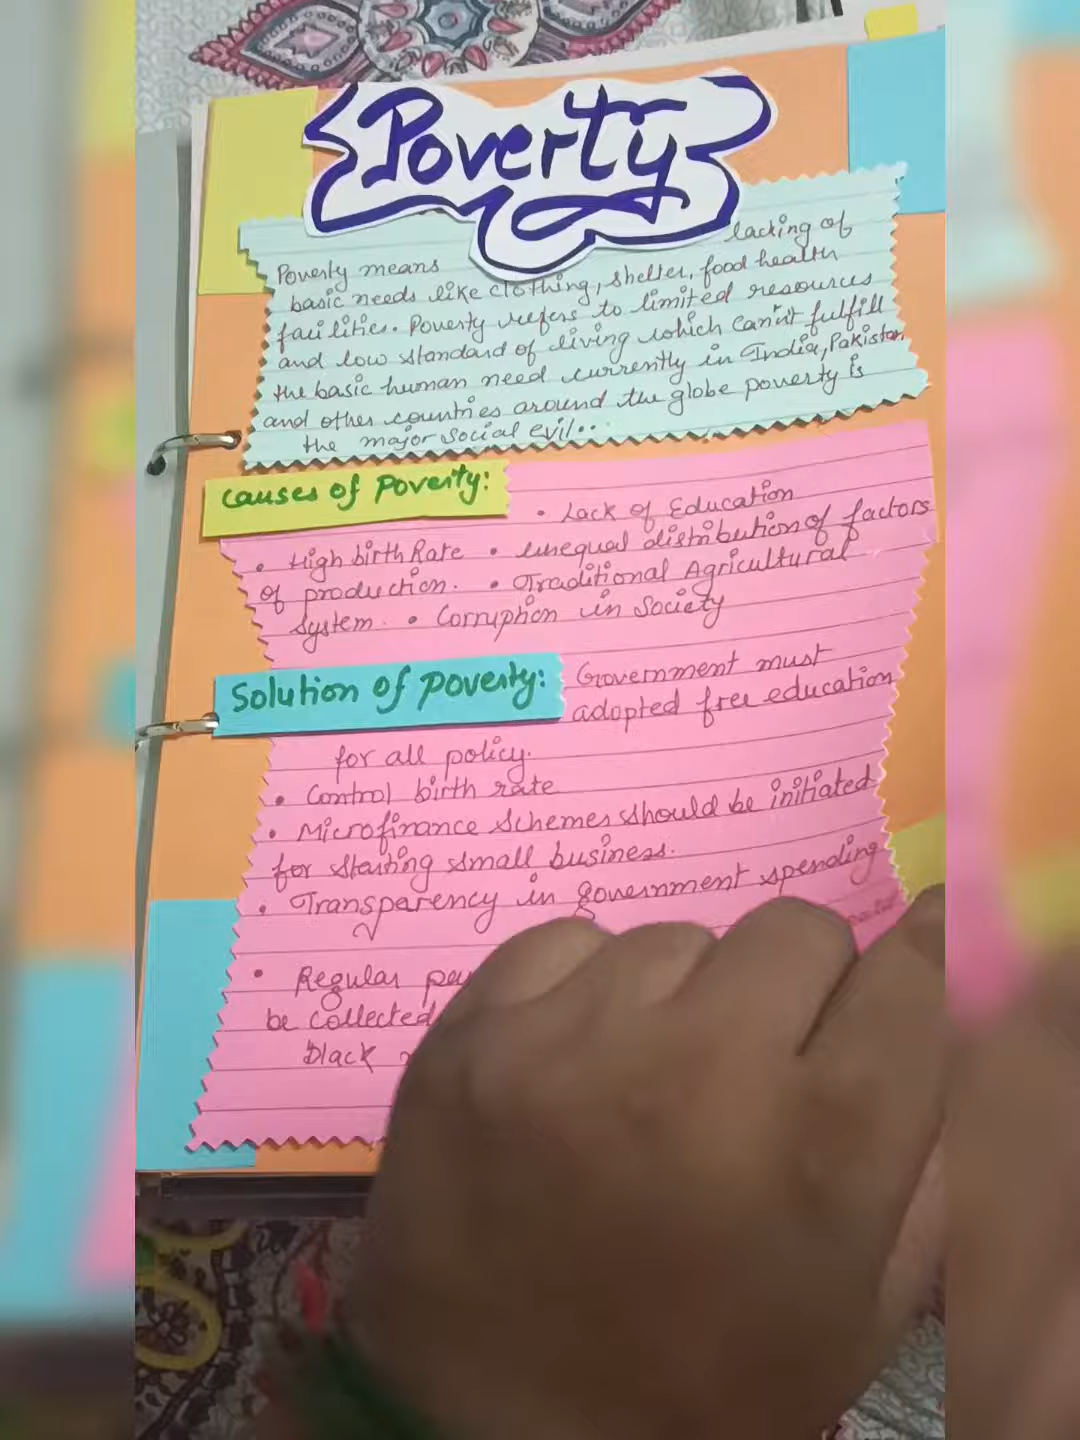 Poverty
Poverty means lacking of
basic needs like clothing, shelter, food health
facilities. Poverty refers to limited resources
and low standard of living which can't fulfill
the basic human need currently in India, Pakistan
and other countries around the globe poverty is
the major social evil..
Causes of Poverty:
• Lack of Education
• High birth Rate • unequal distribution of factors
of production. • Traditional Agricultural
System. • Corruption in Society
Solution of poverty:
Government must
adopted free education
for all policy.
• Control birth rate
• Microfinance schemes should be initiated
for starting small business.
• Transparency in government spending
• Regular
be collected
black